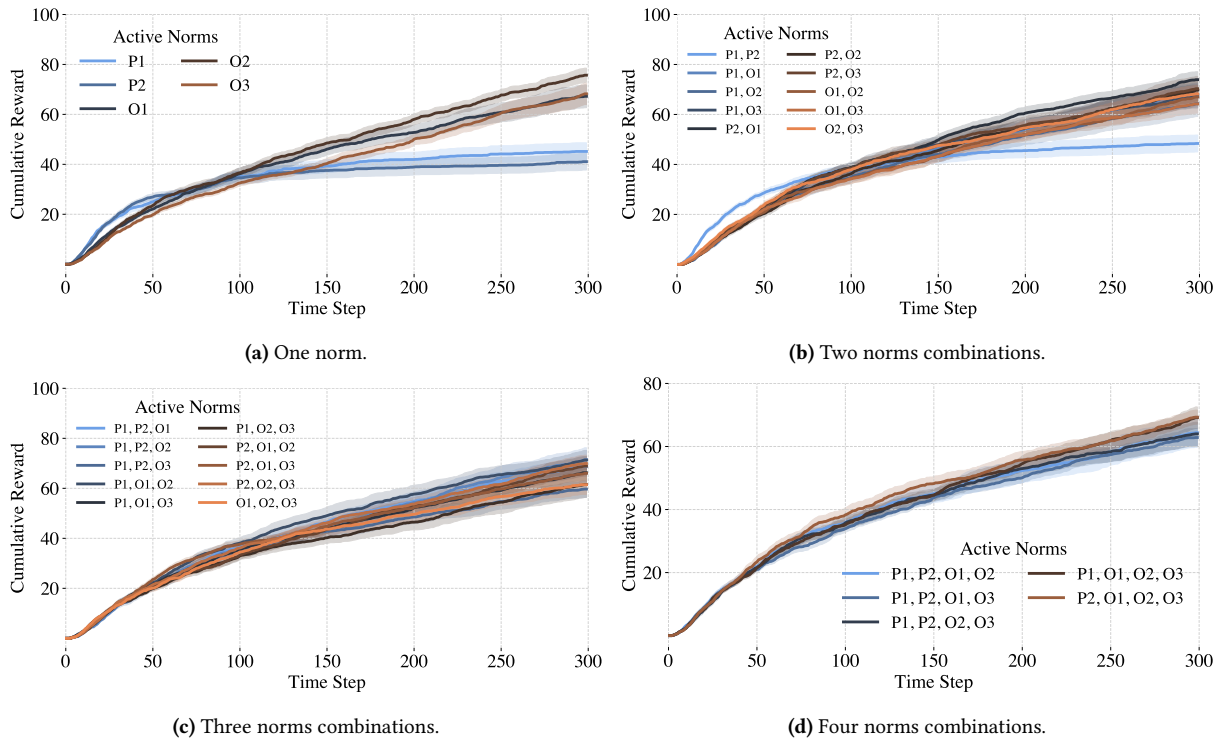 100
80
60
40
20
Cumulative Reward
Active Norms
P1 O2
P2 O3
O1
0 50 100 150 200 250 300
Time Step
(a) One norm.
100
80
60
40
20
Cumulative Reward
Active Norms
P1, P2 P2, O2
P1, O1 P2, O3
P1, O2 O1, O2
P1, O3 O1, O3
P2, O1 O2, O3
0 50 100 150 200 250 300
Time Step
(b) Two norms combinations.
100
80
60
40
20
Cumulative Reward
Active Norms
P1, P2, O1 P1, O2, O3
P1, P2, O2 P2, O1, O2
P1, P2, O3 P2, O1, O3
P1, O1, O2 P2, O2, O3
P1, O1, O3 O1, O2, O3
0 50 100 150 200 250 300
Time Step
(c) Three norms combinations.
80
60
40
20
Cumulative Reward
Active Norms
P1, P2, O1, O2 P1, O1, O2, O3
P1, P2, O1, O3 P2, O1, O2, O3
P1, P2, O2, O3
0 50 100 150 200 250 300
Time Step
(d) Four norms combinations.